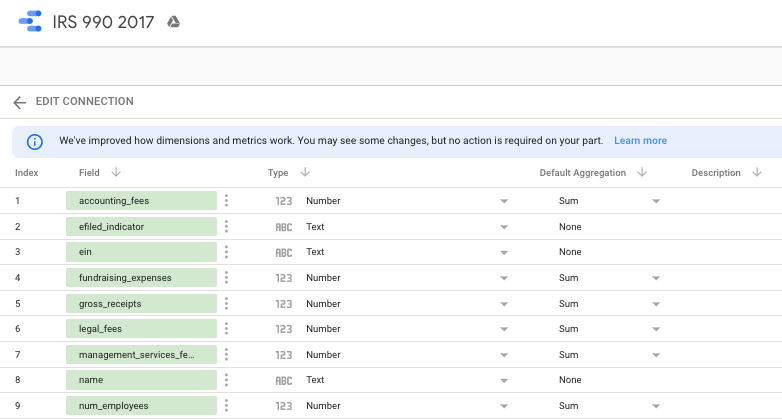 IRS 990 2017
EDIT CONNECTION
We've improved how dimensions and metrics work. You may see some changes, but no action is required on your part. Learn more
Index Field Type Default Aggregation Description
1 accounting_fees 123 Number Sum
2 efiled_indicator ABC Text None
3 ein ABC Text None
4 fundraising_expenses 123 Number Sum
5 gross_receipts 123 Number Sum
6 legal_fees 123 Number Sum
7 management_services_fe... 123 Number Sum
8 name ABC Text None
9 num_employees 123 Number Sum